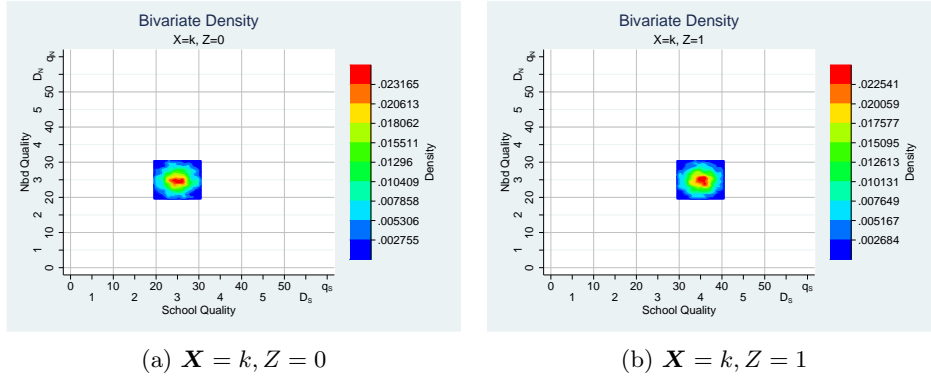 Bivariate Density
X=k, Z=0
Nbd Quality
0 10 20 30 40 50 q_N
1 2 3 4 5 D_N
0 10 20 30 40 50 q_S
1 2 3 4 5 D_S
School Quality
.023165
.020613
.018062
.015511
.01296
.010409
.007858
.005306
.002755
Density
(a) X = k, Z = 0
Bivariate Density
X=k, Z=1
Nbd Quality
0 10 20 30 40 50 q_N
1 2 3 4 5 D_N
0 10 20 30 40 50 q_S
1 2 3 4 5 D_S
School Quality
.022541
.020059
.017577
.015095
.012613
.010131
.007649
.005167
.002684
Density
(b) X = k, Z = 1